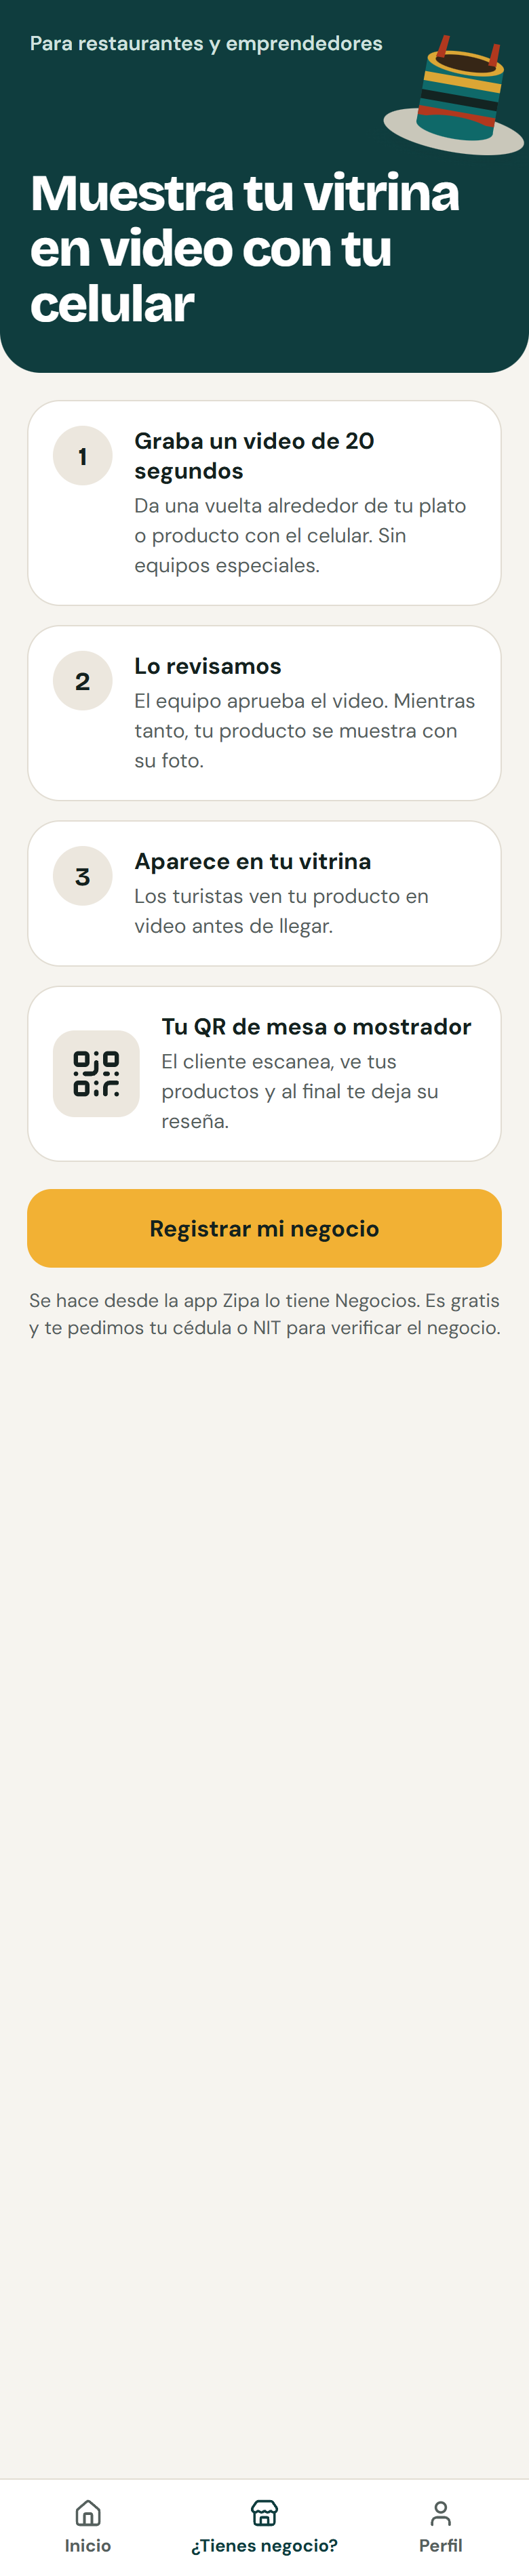 Para restaurantes y emprendedores
Muestra tu vitrina
en video con tu
celular
1
Graba un video de 20
segundos
Da una vuelta alrededor de tu plato
o producto con el celular. Sin
equipos especiales.
2
Lo revisamos
El equipo aprueba el video. Mientras
tanto, tu producto se muestra con
su foto.
3
Aparece en tu vitrina
Los turistas ven tu producto en
video antes de llegar.
Tu QR de mesa o mostrador
El cliente escanea, ve tus
productos y al final te deja su
reseña.
Registrar mi negocio
Se hace desde la app Zipa lo tiene Negocios. Es gratis
y te pedimos tu cédula o NIT para verificar el negocio.
Inicio
¿Tienes negocio?
Perfil